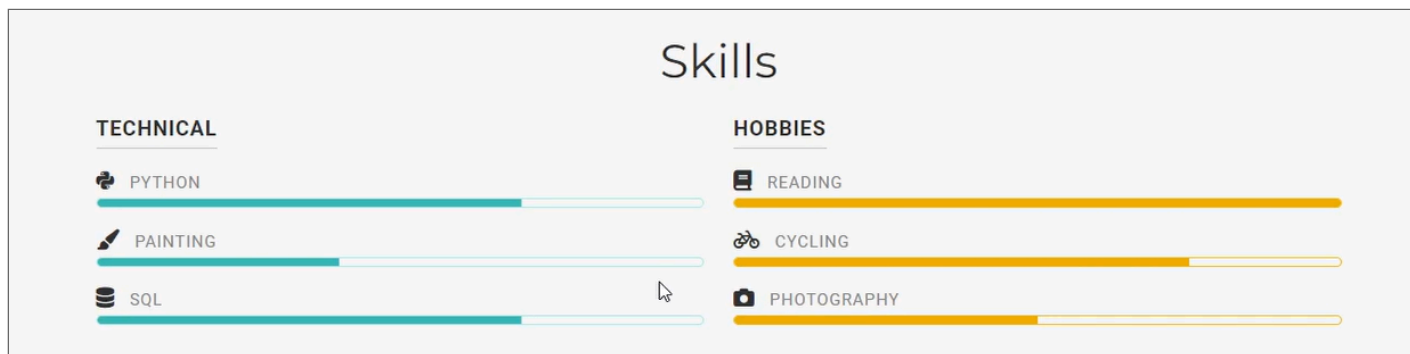 Skills
TECHNICAL
PYTHON
PAINTING
SQL
HOBBIES
READING
CYCLING
PHOTOGRAPHY